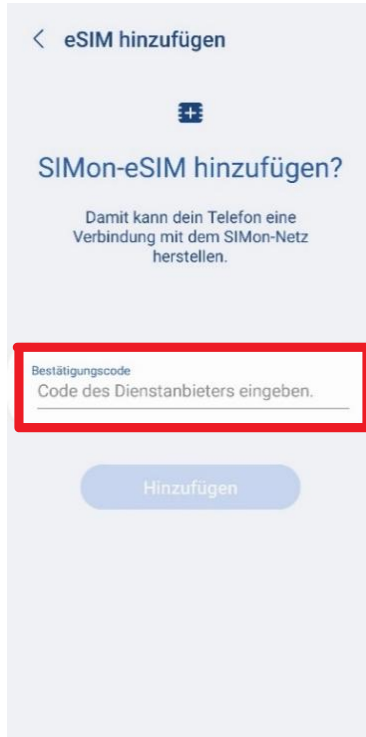 eSIM hinzufügen
SIMon-eSIM hinzufügen?
Damit kann dein Telefon eine
Verbindung mit dem SIMon-Netz
herstellen.
Bestätigungscode
Code des Dienstanbieters eingeben.
Hinzufügen